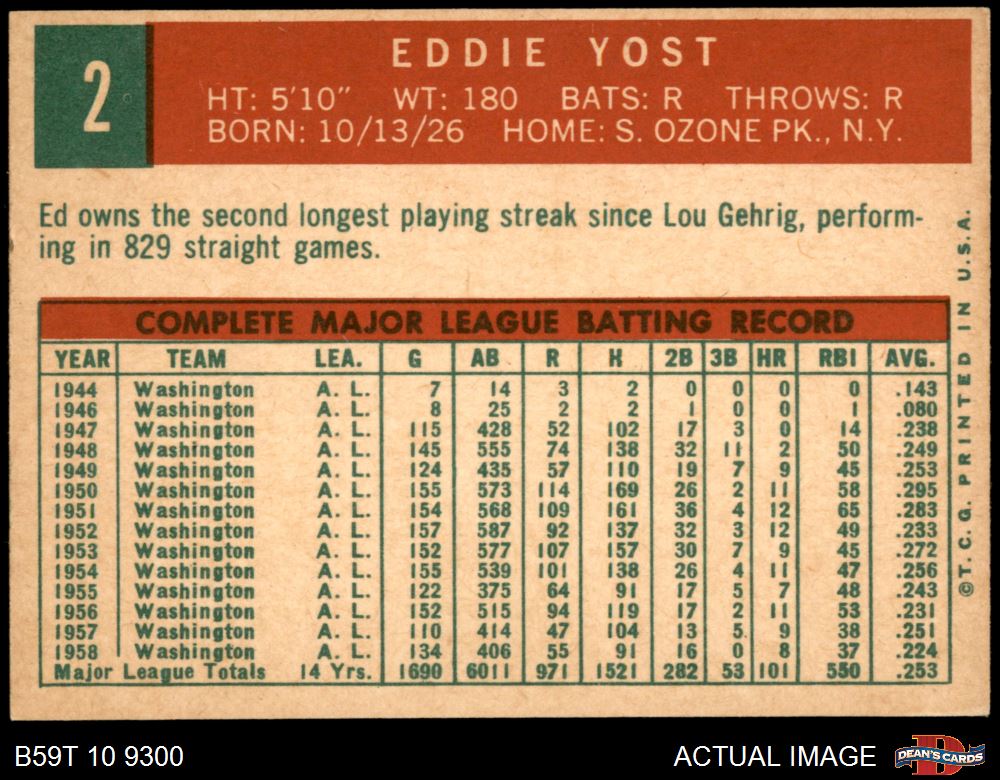 2
EDDIE YOST
HT: 5'10" WT: 180 BATS: R THROWS: R
BORN: 10/13/26 HOME: S. OZONE PK., N.Y.
Ed owns the second longest playing streak since Lou Gehrig, perform-
ing in 829 straight games.
COMPLETE MAJOR LEAGUE BATTING RECORD
YEAR TEAM LEA. G AB R H 2B 3B HR RBI AVG.
1944 Washington A. L. 7 14 3 2 0 0 0 0 .143
1946 Washington A. L. 8 25 2 2 1 0 0 1 .080
1947 Washington A. L. 115 428 52 102 17 3 0 14 .238
1948 Washington A. L. 145 555 74 138 32 11 2 50 .249
1949 Washington A. L. 124 435 57 110 19 7 9 45 .253
1950 Washington A. L. 155 573 114 169 26 2 11 58 .295
1951 Washington A. L. 154 568 109 161 36 4 12 65 .283
1952 Washington A. L. 157 587 92 137 32 3 12 49 .233
1953 Washington A. L. 152 577 107 157 30 7 9 45 .272
1954 Washington A. L. 155 539 101 138 26 4 11 47 .256
1955 Washington A. L. 122 375 64 91 17 5 7 48 .243
1956 Washington A. L. 152 515 94 119 17 2 11 53 .231
1957 Washington A. L. 110 414 47 104 13 5 9 38 .251
1958 Washington A. L. 134 406 55 91 16 0 8 37 .224
Major League Totals 14 Yrs. 1690 6011 971 1521 282 53 101 550 .253
©T. C. G. PRINTED IN U.S.A.
B59T 10 9300
ACTUAL IMAGE
DEAN'S CARDS